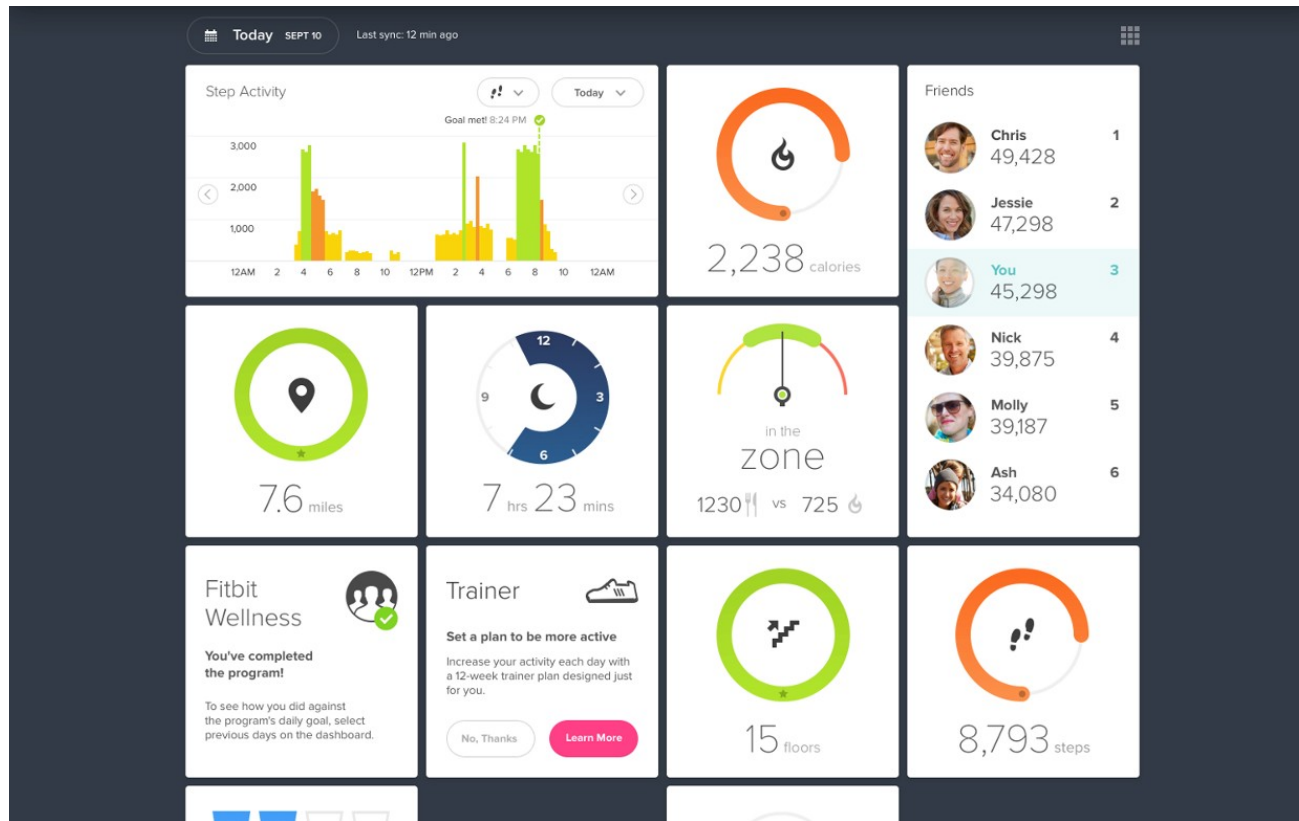 Today SEPT 10
Last sync: 12 min ago
Step Activity
Today
Goal met! 8:24 PM
3,000
2,000
1,000
12AM 2 4 6 8 10 12PM 2 4 6 8 10 12AM
2,238 calories
Friends
Chris 1
49,428
Jessie 2
47,298
You 3
45,298
Nick 4
39,875
Molly 5
39,187
Ash 6
34,080
7.6 miles
12
3
6
9
7 hrs 23 mins
in the
zone
1230 vs 725
Fitbit
Wellness
You've completed
the program!
To see how you did against
the program's daily goal, select
previous days on the dashboard.
Trainer
Set a plan to be more active
Increase your activity each day with
a 12-week trainer plan designed just
for you.
No, Thanks
Learn More
15 floors
8,793 steps